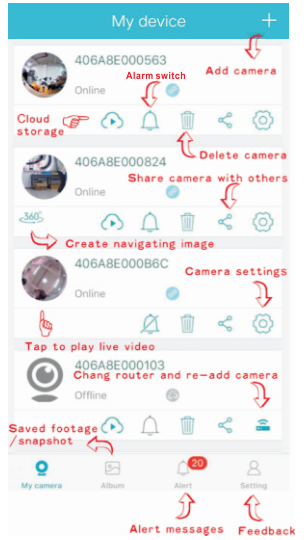 My device +
406A8E000563
Alarm switch
Online
Add camera
Cloud
storage
Delete camera
406A8E000824
Share camera with others
Online
360°
Create navigating image
406A8E000B6C
Camera settings
Online
Tap to play live video
406A8E000103
Chang router and re-add camera
Offline
Saved footage
/snapshot
20
My camera Album Alert Setting
Alert messages Feedback